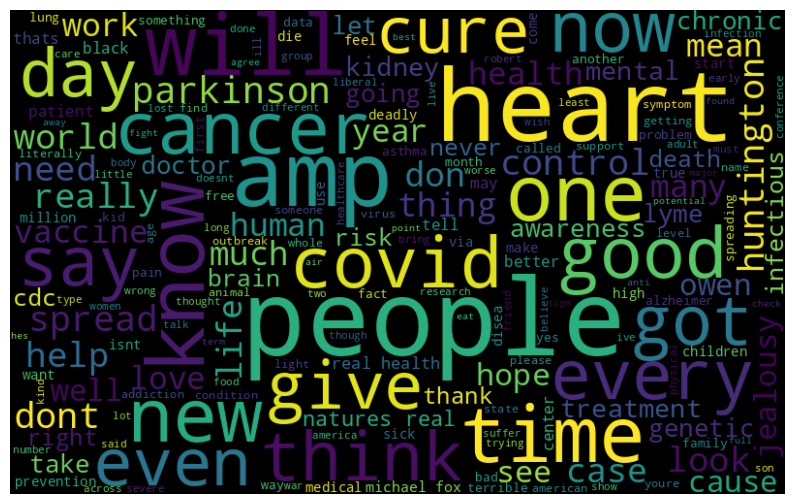 something
lung
work
thats
black
will
day
parkinson
patient
lost find
cancer
world
literally
fight
need
doctor
body
really
little
million
vaccine
say
know
kid
free
age
human
outbreak
much
brain
pain
wrong
thought
animal
cdc
type
women
spread
life
isnt
talk
hes
term
help
want
addiction
condition
well
love
kind
dont
lot
right
new
take
said
number
even
prevention
across
severe
data
done
ill
care
away
agree
group
die
feel
let
cure
come
now
kidney
going
best
robert
liberal
different
live
year
deadly
first
amp
asthma
month
worse
doesnt
use
someone
healthcare
virus
may
don
never
thing
tell
via
risk
long
whole
point
bring
air
covid
two
fact
research
people
though
eat
light
real health
food
give
thank
natures real
america
sick
think
waywar
medical
michael fox
chronic
another
infection
mean
health
mental
start
early
found
heart
wish
least
symptom
conference
getting
problem
called
support
adult
must
control
death
true
name
one
many
major
huntington
potential
lyme
level
infectious
awareness
spreading
make
better
good
owen
high
anti
alzheimer
disea
friend
believe
sign
check
yes
ive
got
children
physical
please
every
jealousy
hope
treatment
state
center
suffer
trying
genetic
time
family
full
look
see
case
bad
youre
son
terrible
american
show
cause